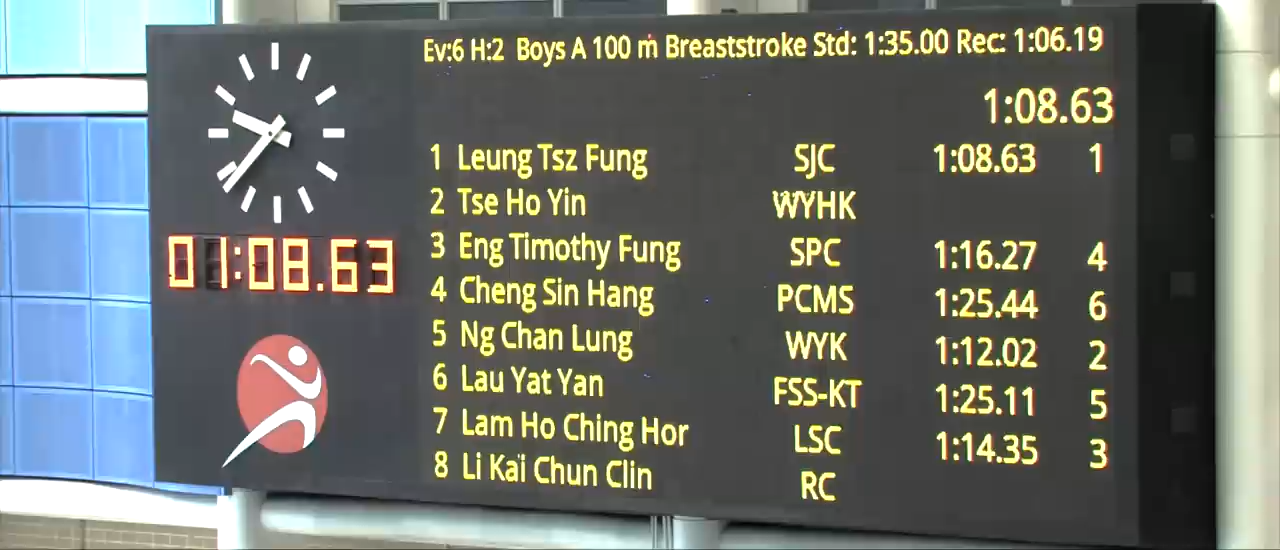 Ev:6 H:2 Boys A 100 m Breaststroke Std: 1:35.00 Rec: 1:06.19
1:08.63
1 Leung Tsz Fung SJC 1:08.63 1
2 Tse Ho Yin WYHK
3 Eng Timothy Fung SPC 1:16.27 4
4 Cheng Sin Hang PCMS 1:25.44 6
5 Ng Chan Lung WYK 1:12.02 2
6 Lau Yat Yan FSS-KT 1:25.11 5
7 Lam Ho Ching Hor LSC 1:14.35 3
8 Li Kai Chun Clin RC
01:08.63